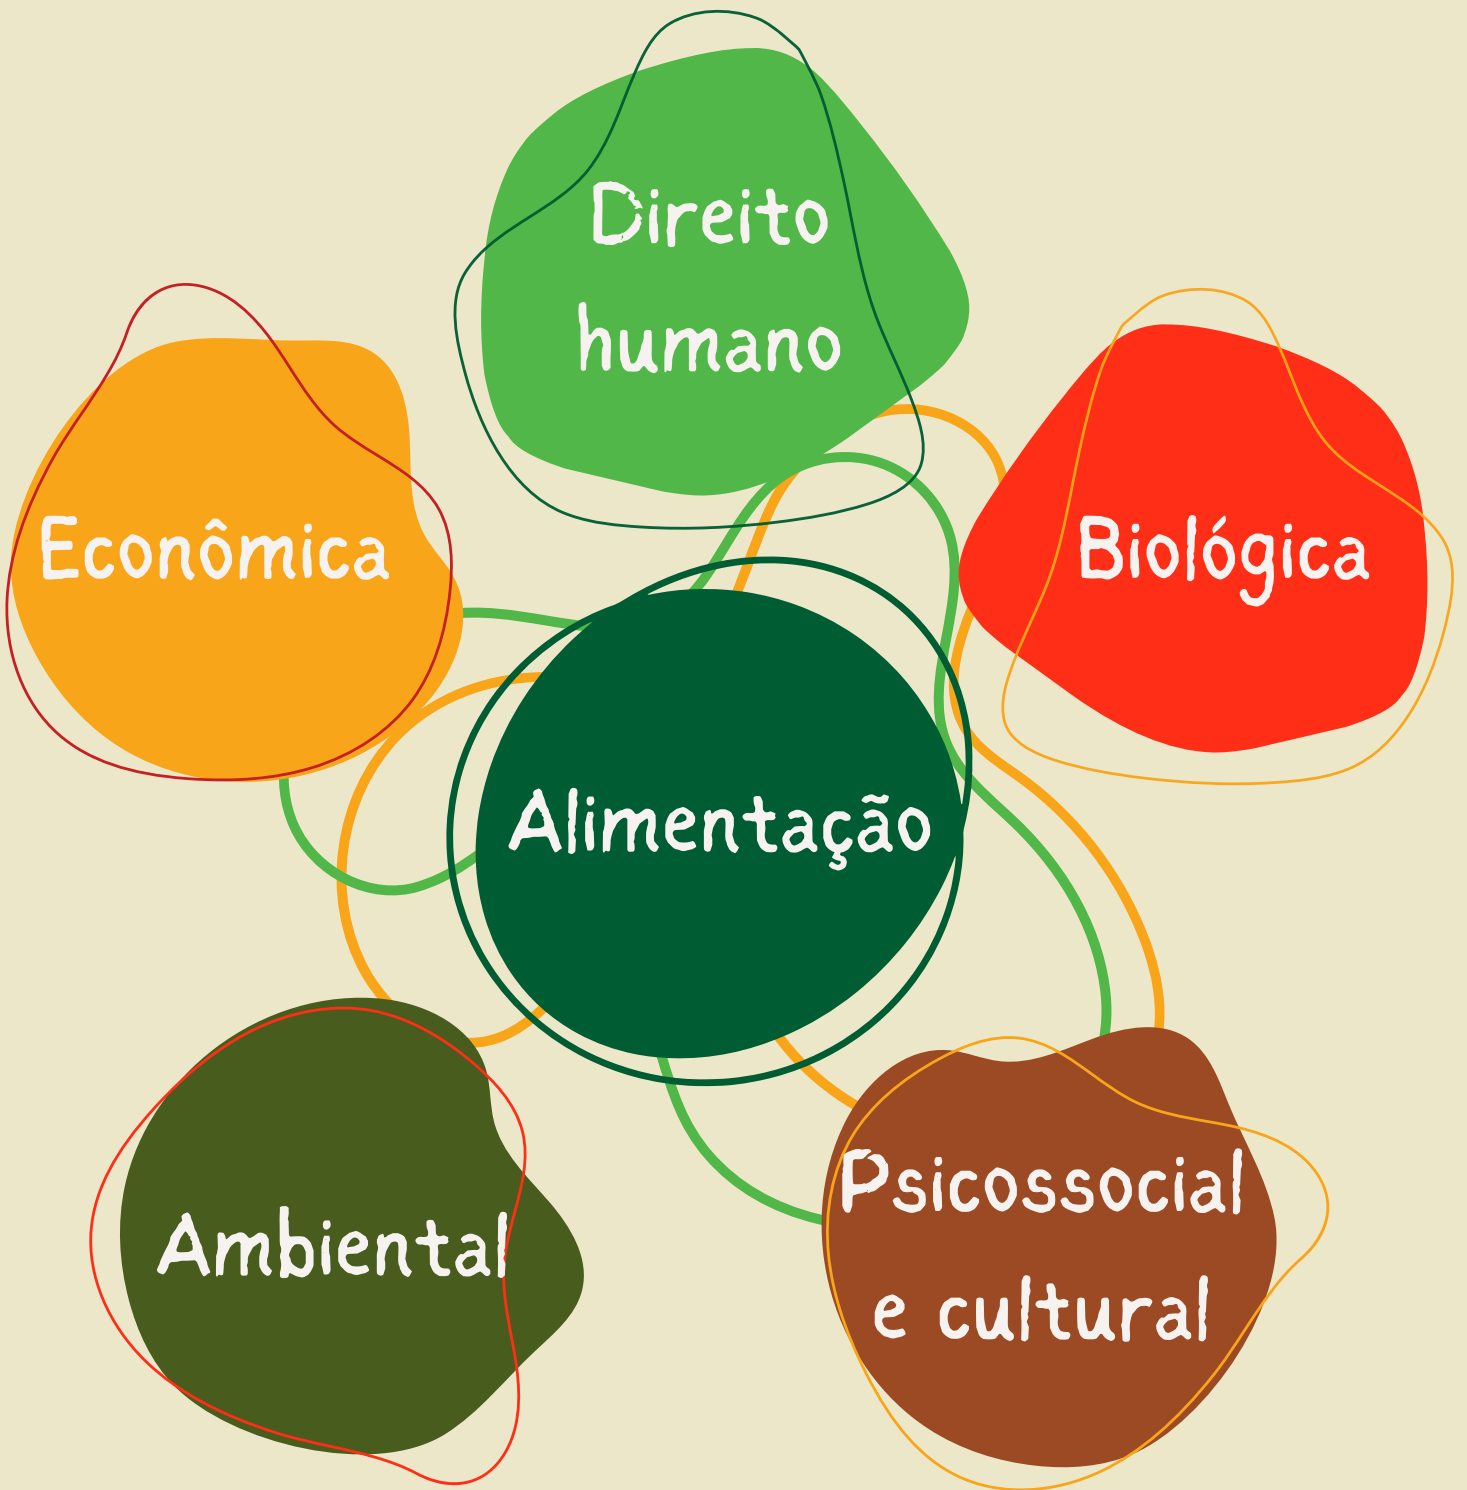 Direito
humano
Econômica
Biológica
Alimentação
Ambiental
Psicossocial
e cultural